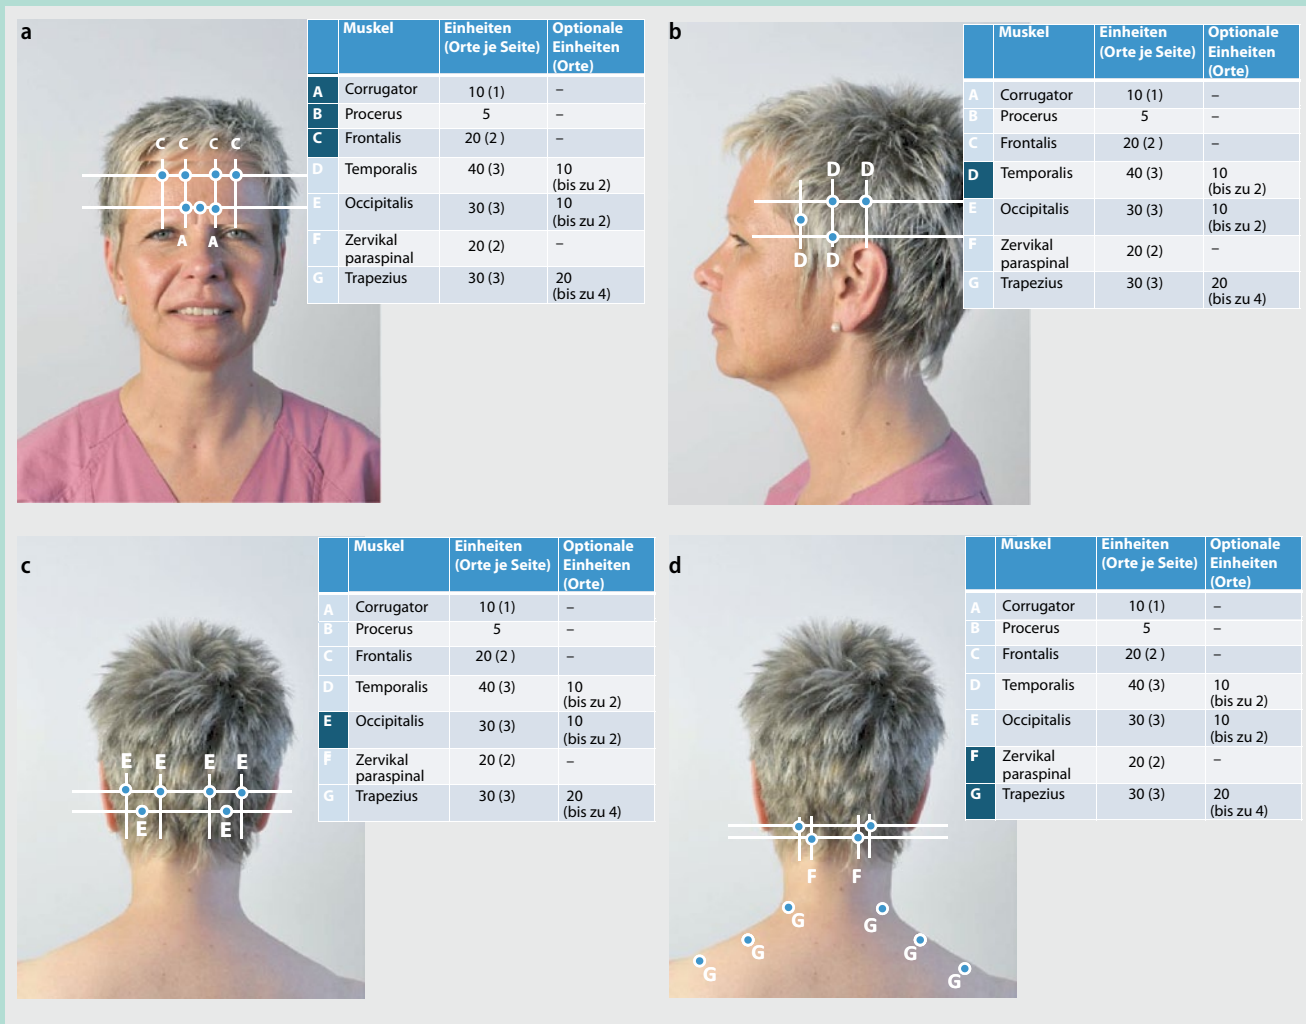 a
Muskel Einheiten (Orte je Seite) Optionale Einheiten (Orte)
A Corrugator 10 (1) –
B Procerus 5 –
C Frontalis 20 (2 ) –
D Temporalis 40 (3) 10 (bis zu 2)
E Occipitalis 30 (3) 10 (bis zu 2)
F Zervikal paraspinal 20 (2) –
G Trapezius 30 (3) 20 (bis zu 4)
C C C C
A A
b
Muskel Einheiten (Orte je Seite) Optionale Einheiten (Orte)
A Corrugator 10 (1) –
B Procerus 5 –
C Frontalis 20 (2 ) –
D Temporalis 40 (3) 10 (bis zu 2)
E Occipitalis 30 (3) 10 (bis zu 2)
F Zervikal paraspinal 20 (2) –
G Trapezius 30 (3) 20 (bis zu 4)
D D
D D
c
Muskel Einheiten (Orte je Seite) Optionale Einheiten (Orte)
A Corrugator 10 (1) –
B Procerus 5 –
C Frontalis 20 (2 ) –
D Temporalis 40 (3) 10 (bis zu 2)
E Occipitalis 30 (3) 10 (bis zu 2)
F Zervikal paraspinal 20 (2) –
G Trapezius 30 (3) 20 (bis zu 4)
E E E E
E E
d
Muskel Einheiten (Orte je Seite) Optionale Einheiten (Orte)
A Corrugator 10 (1) –
B Procerus 5 –
C Frontalis 20 (2 ) –
D Temporalis 40 (3) 10 (bis zu 2)
E Occipitalis 30 (3) 10 (bis zu 2)
F Zervikal paraspinal 20 (2) –
G Trapezius 30 (3) 20 (bis zu 4)
F F
G G
G G
G G